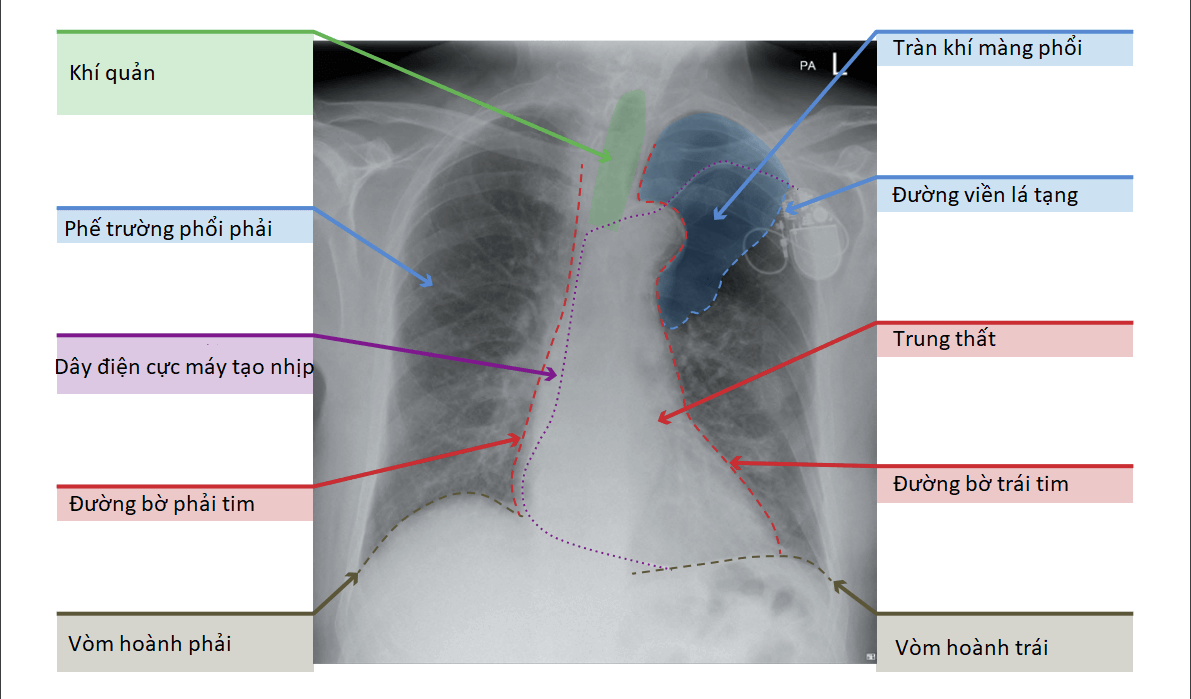 Khí quản
Phế trường phổi phải
Dây điện cực máy tạo nhịp
Đường bờ phải tim
Vòm hoành phải
PA L
Tràn khí màng phổi
Đường viền lá tạng
Trung thất
Đường bờ trái tim
Vòm hoành trái